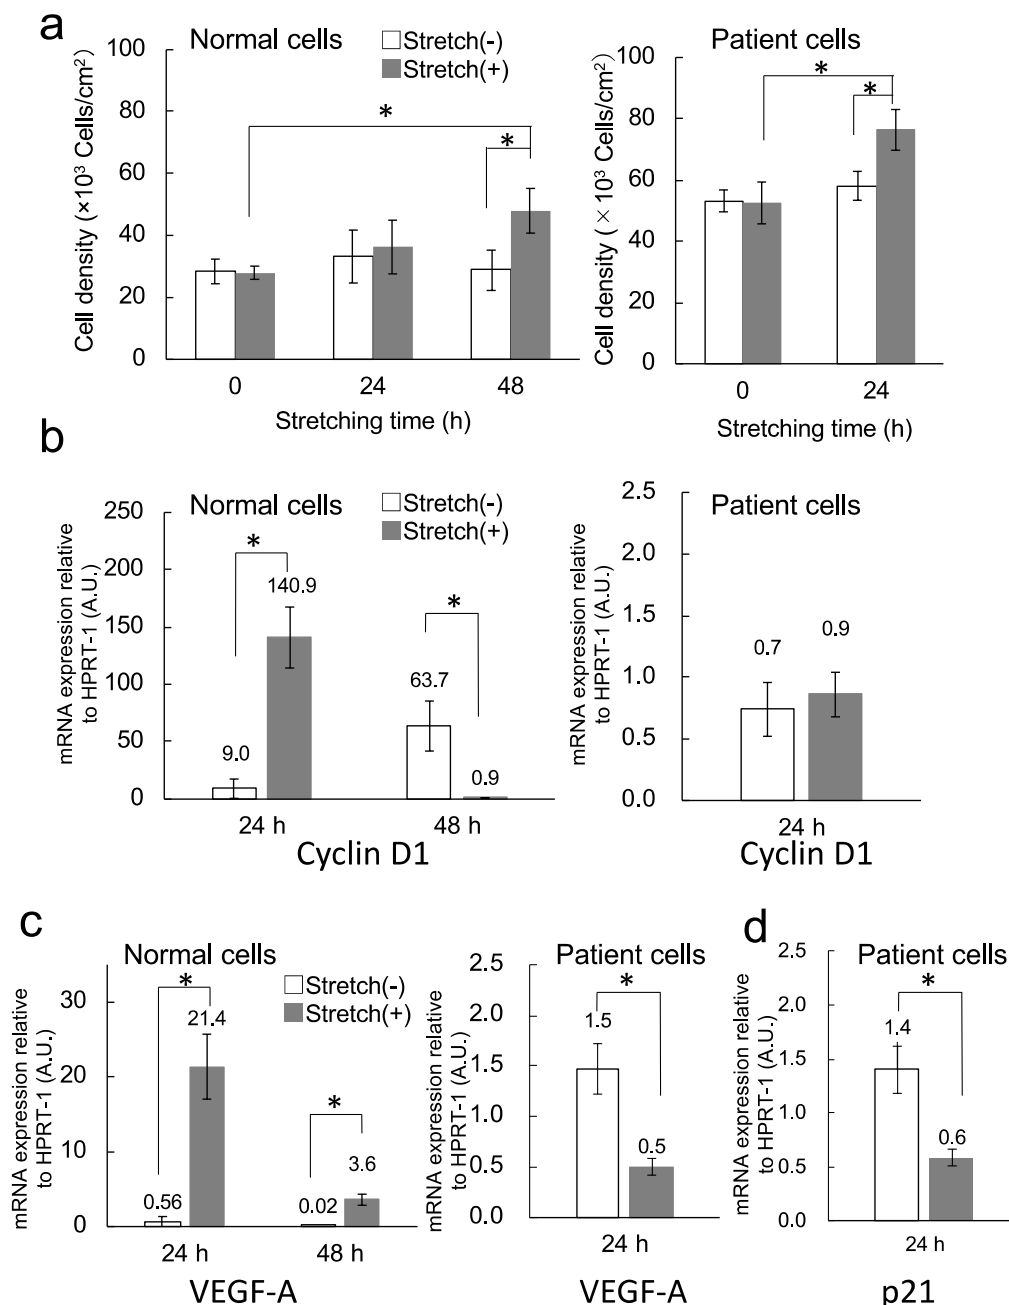 a
Normal cells
Stretch(-)
Stretch(+)
Cell density (×10³ Cells/cm²)
100
80
60
40
20
0
*
*
0 24 48
Stretching time (h)
Patient cells
Cell density (×10³ Cells/cm²)
100
80
60
40
20
0
*
*
0 24
Stretching time (h)
b
Normal cells
Stretch(-)
Stretch(+)
mRNA expression relative
to HPRT-1 (A.U.)
250
200
150
100
50
0
*
140.9
9.0
*
63.7
0.9
24 h 48 h
Cyclin D1
Patient cells
mRNA expression relative
to HPRT-1 (A.U.)
2.5
2.0
1.5
1.0
0.5
0.0
0.7
0.9
24 h
Cyclin D1
c
Normal cells
Stretch(-)
Stretch(+)
mRNA expression relative
to HPRT-1 (A.U.)
30
20
10
0
*
21.4
0.56
*
3.6
0.02
24 h 48 h
VEGF-A
Patient cells
mRNA expression relative
to HPRT-1 (A.U.)
2.5
2.0
1.5
1.0
0.5
0.0
*
1.5
0.5
24 h
VEGF-A
d
Patient cells
mRNA expression relative
to HPRT-1 (A.U.)
2.5
2.0
1.5
1.0
0.5
0.0
*
1.4
0.6
24 h
p21